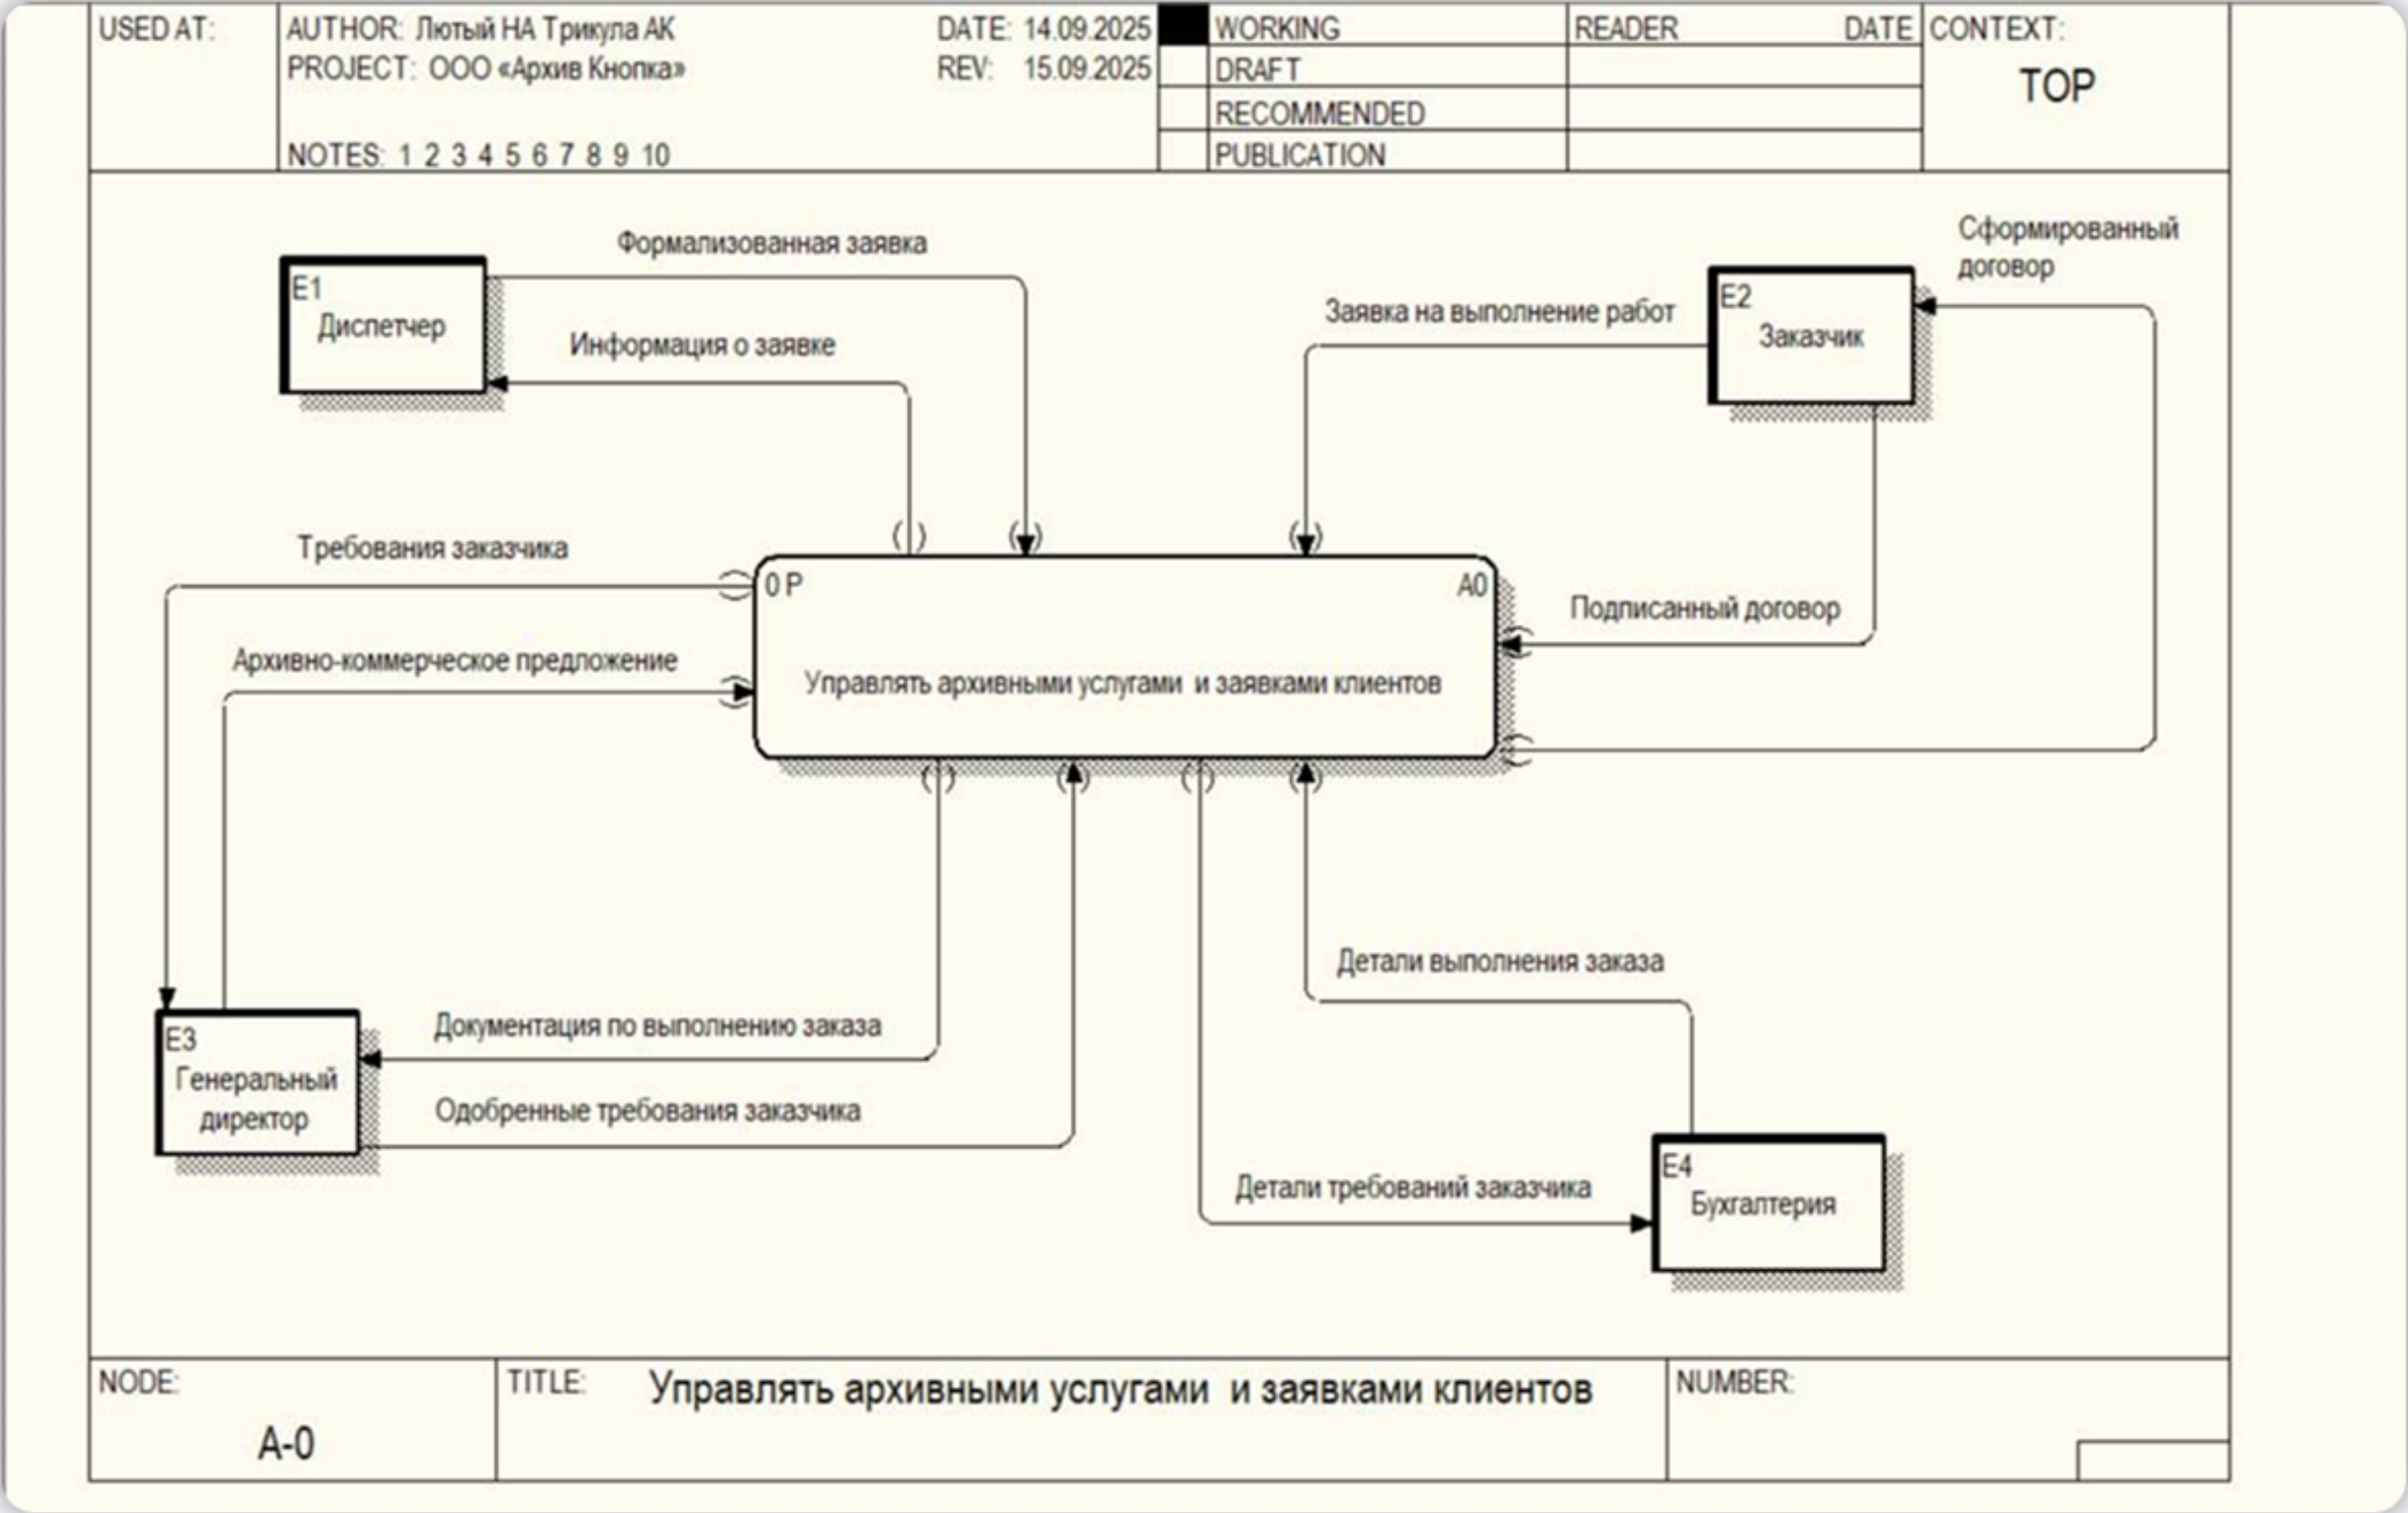 USED AT:
AUTHOR: Лютый НА Трикула АК
DATE: 14.09.2025
PROJECT: ООО «Архив Кнопка»
REV: 15.09.2025
NOTES: 1 2 3 4 5 6 7 8 9 10
WORKING
DRAFT
RECOMMENDED
PUBLICATION
READER DATE
CONTEXT:
TOP
Формализованная заявка
Сформированный
договор
E1
Диспетчер
E2
Заказчик
Заявка на выполнение работ
Информация о заявке
Требования заказчика
0 Р
A0
Подписанный договор
Архивно-коммерческое предложение
Управлять архивными услугами и заявками клиентов
Детали выполнения заказа
Документация по выполнению заказа
E3
Генеральный
директор
Одобренные требования заказчика
E4
Бухгалтерия
Детали требований заказчика
NODE:
A-0
TITLE: Управлять архивными услугами и заявками клиентов
NUMBER: